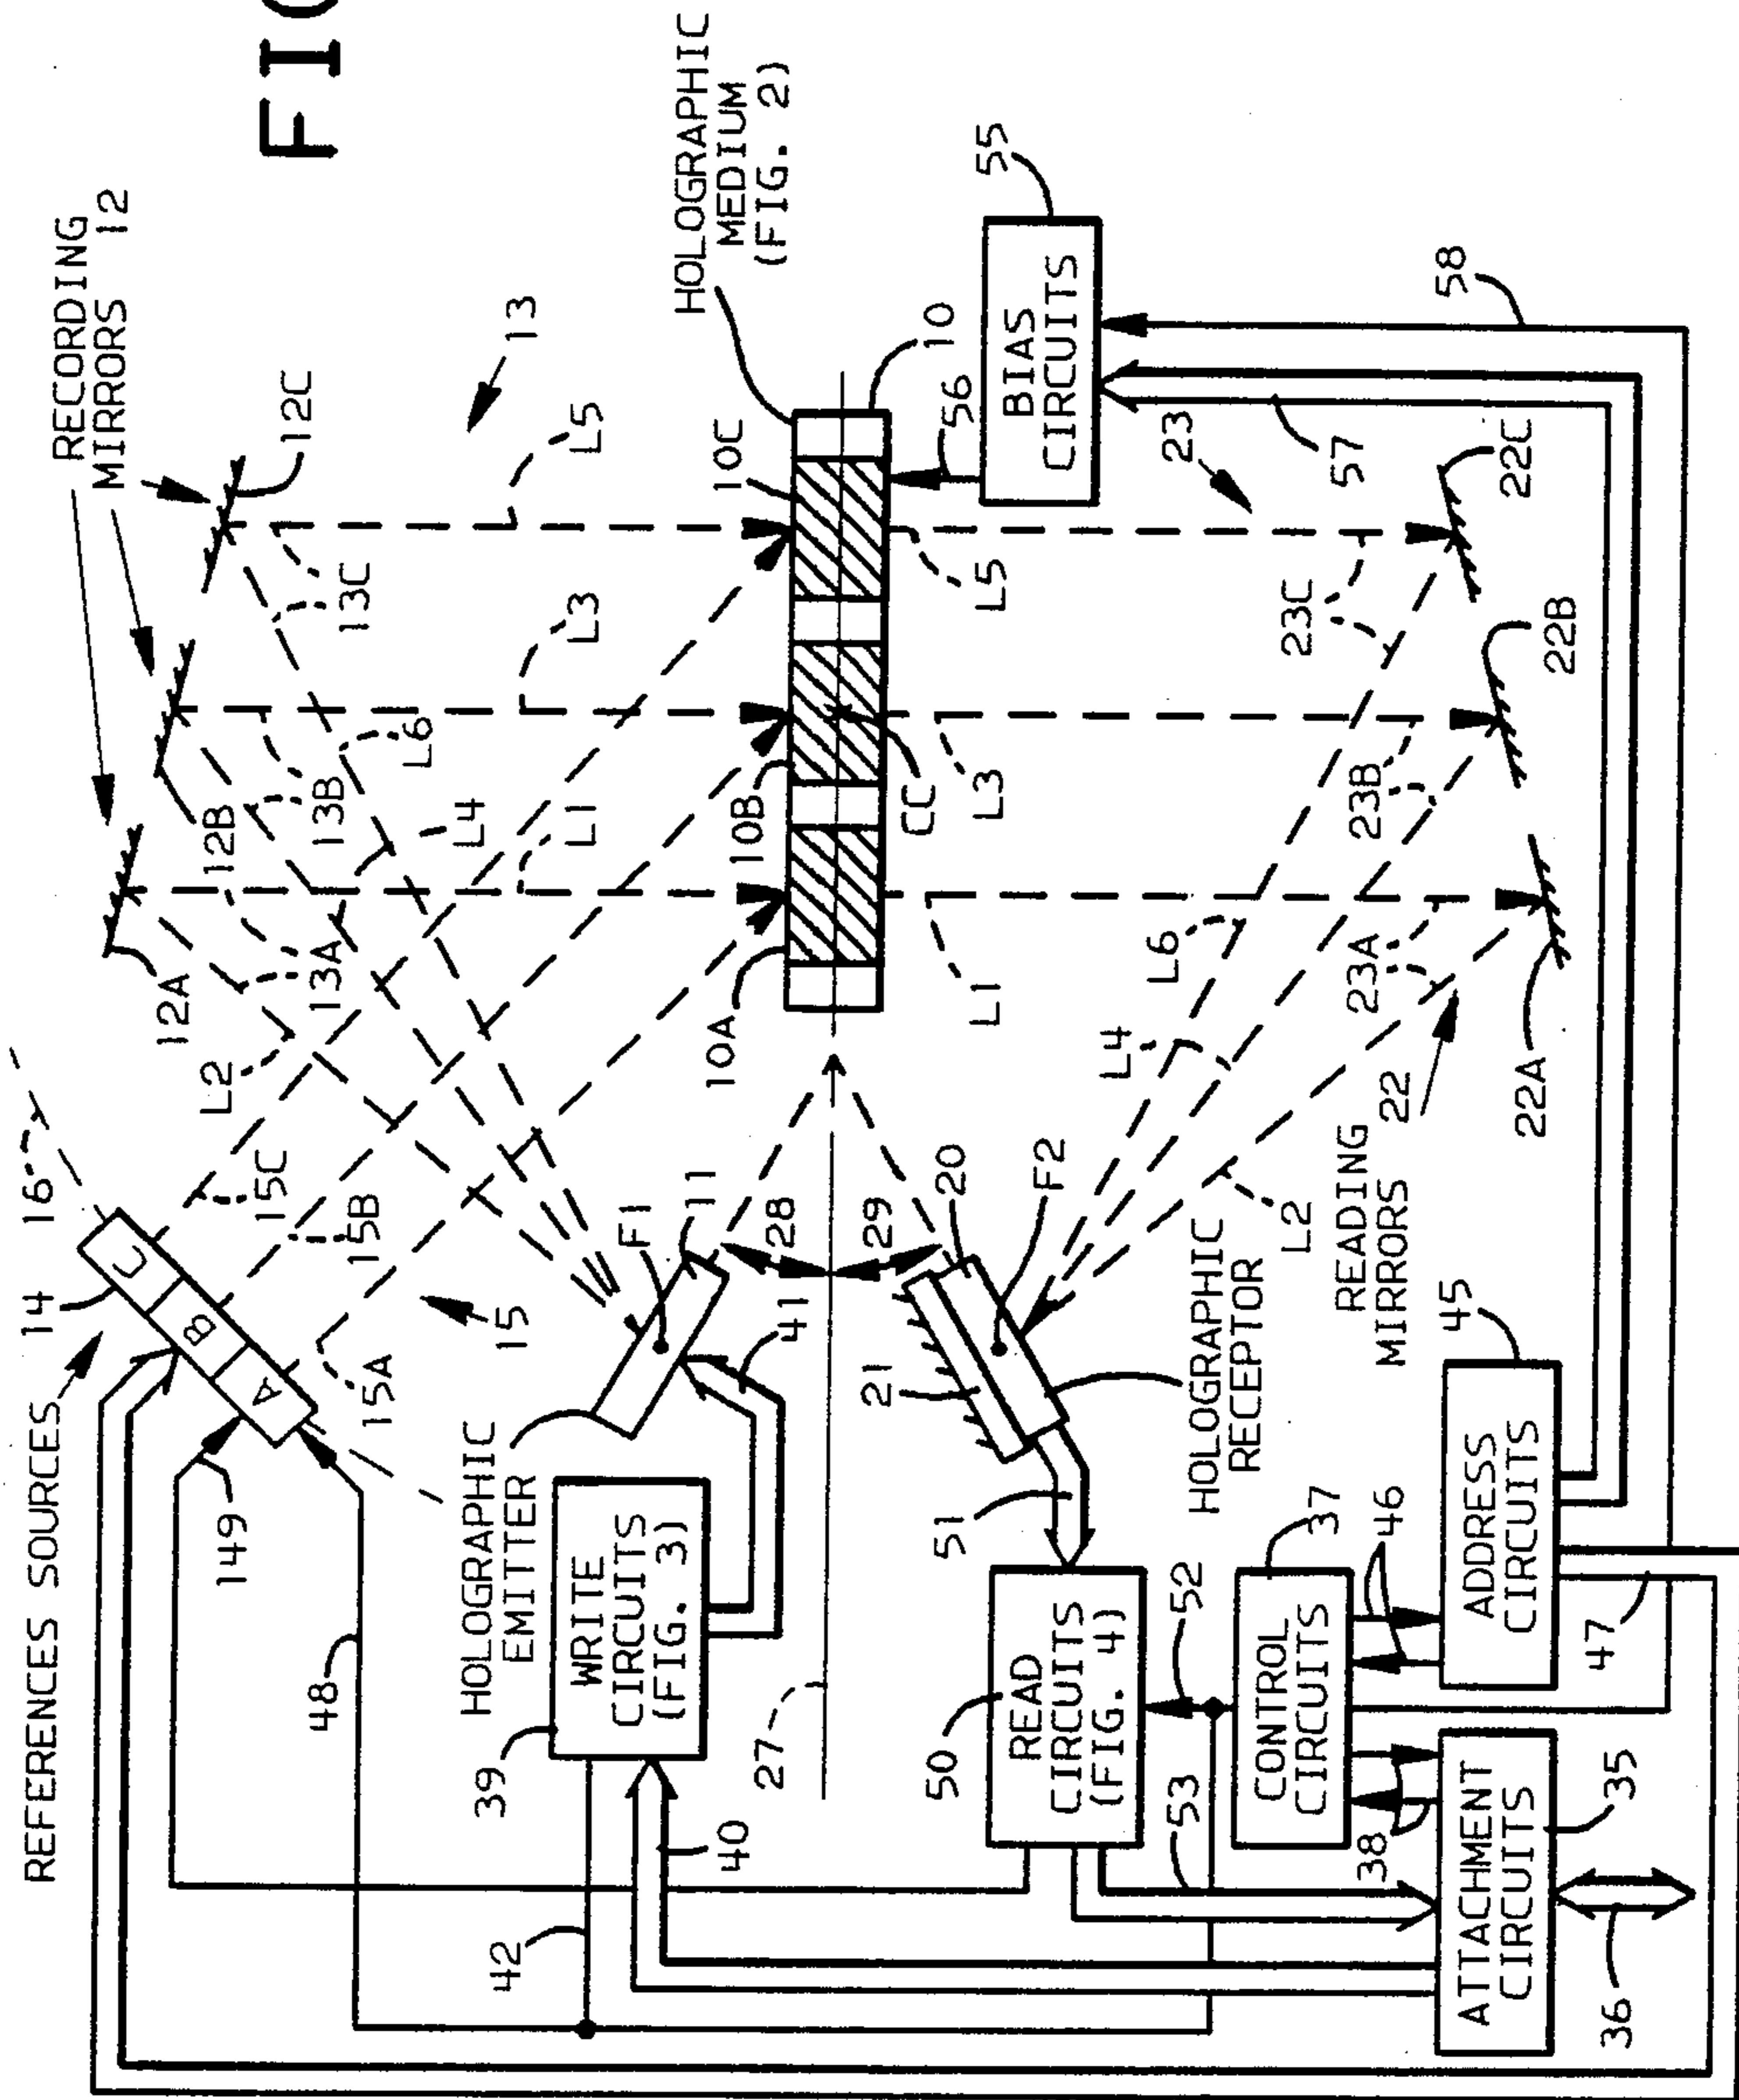 FIG
RECORDING
MIRRORS 12
12C
12B
12A
13
L5
13C
L3
L6
13B
L4
L1
13A
L2
HOLOGRAPHIC
MEDIUM
(FIG. 2)
10
10C
10B
10A
CC
56
55
BIAS
CIRCUITS
58
57
REFERENCES SOURCES
14
16
C
B
A
15C
15B
15A
15
149
48
HOLOGRAPHIC
EMITTER
F1
11
28
29
41
WRITE
CIRCUITS
(FIG. 3)
39
40
42
27
20
F2
21
HOLOGRAPHIC
RECEPTOR
51
READ
CIRCUITS
(FIG. 4)
50
52
53
L1
L3
L5
23
23C
23B
23A
L6
L4
L2
22C
22B
22A
READING
MIRRORS 22
CONTROL
CIRCUITS
37
38
46
ADDRESS
CIRCUITS
45
47
ATTACHMENT
CIRCUITS
35
36